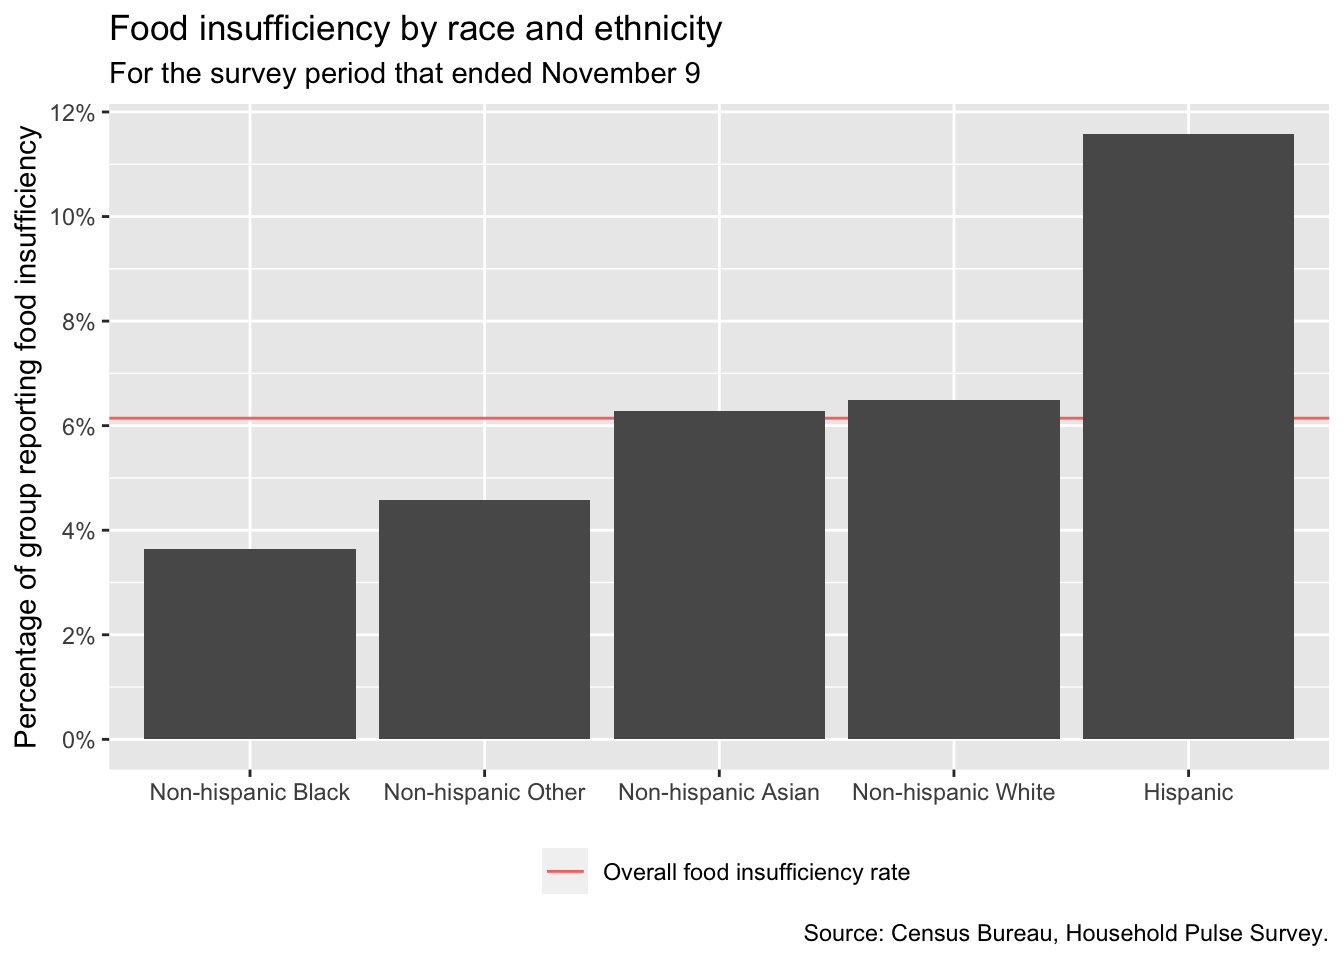 Food insufficiency by race and ethnicity
For the survey period that ended November 9
Percentage of group reporting food insufficiency
12%
10%
8%
6%
4%
2%
0%
Non-hispanic Black
Non-hispanic Other
Non-hispanic Asian
Non-hispanic White
Hispanic
Overall food insufficiency rate
Source: Census Bureau, Household Pulse Survey.